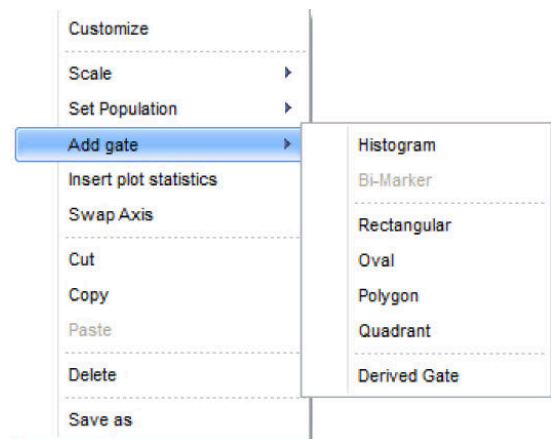 Customize
Scale
Set Population
Add gate
Insert plot statistics
Swap Axis
Cut
Copy
Paste
Delete
Save as
Histogram
Bi-Marker
Rectangular
Oval
Polygon
Quadrant
Derived Gate